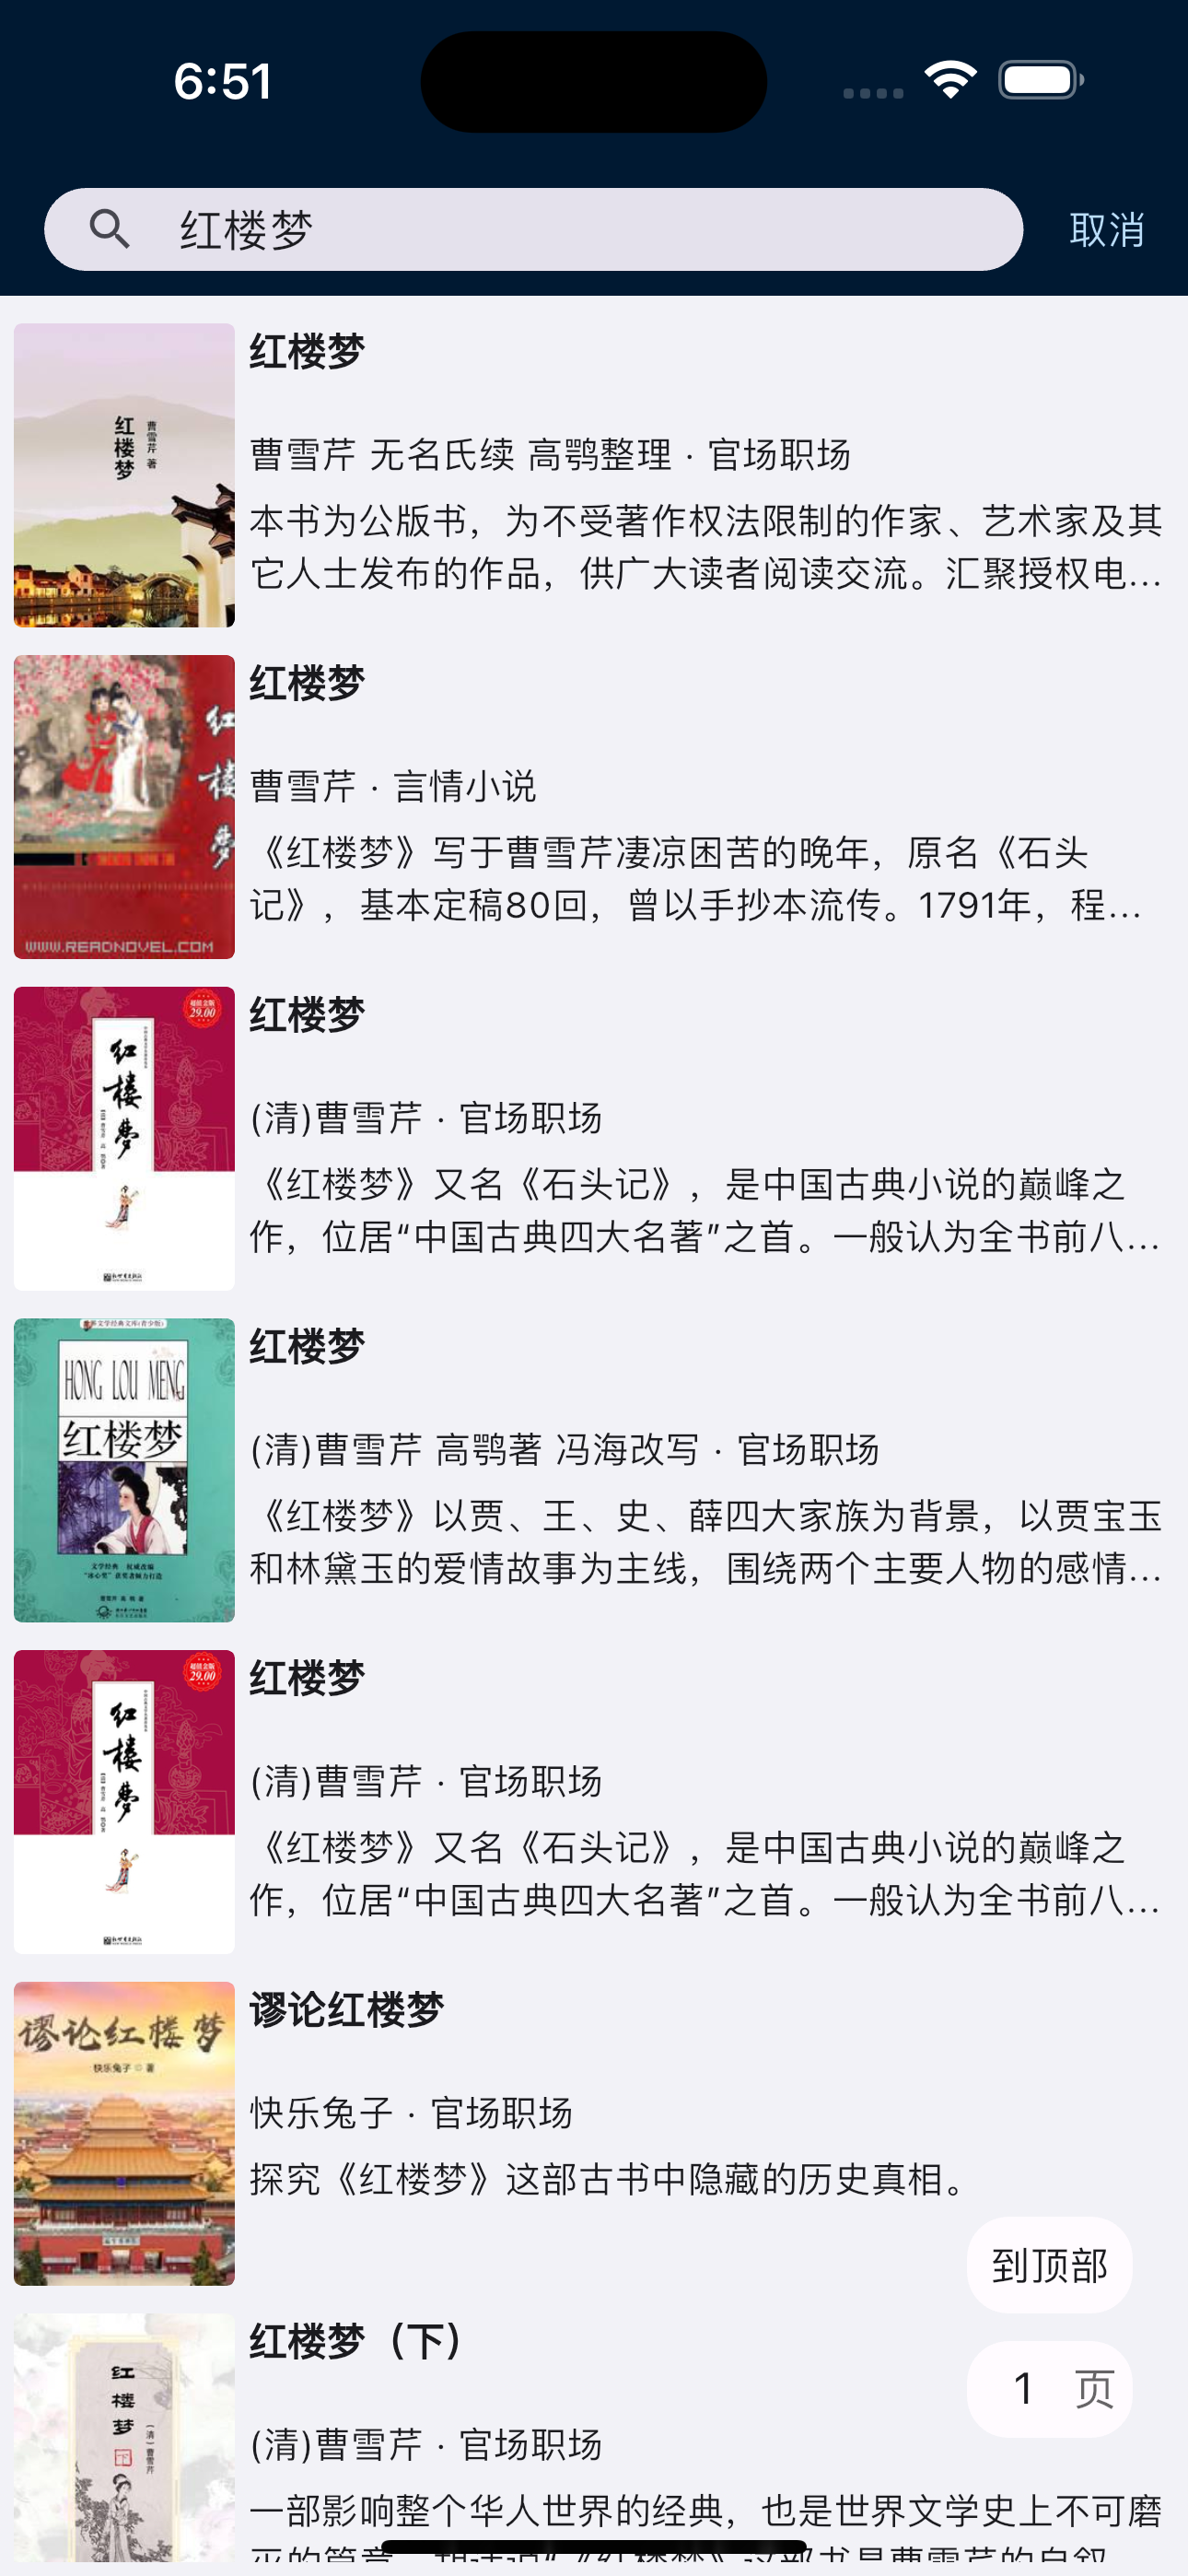 6:51
红楼梦
取消
红楼梦
曹雪芹 著
红楼梦
曹雪芹 无名氏续 高鹗整理 · 官场职场
本书为公版书，为不受著作权法限制的作家、艺术家及其
它人士发布的作品，供广大读者阅读交流。汇聚授权电...
红楼梦
WWW.READNOVEL.COM
红楼梦
曹雪芹 · 言情小说
《红楼梦》写于曹雪芹凄凉困苦的晚年，原名《石头
记》，基本定稿80回，曾以手抄本流传。1791年，程...
29.00
红楼梦
红楼梦
(清)曹雪芹 · 官场职场
《红楼梦》又名《石头记》，是中国古典小说的巅峰之
作，位居“中国古典四大名著”之首。一般认为全书前八...
HONG LOU MENG
红楼梦
红楼梦
(清)曹雪芹 高鹗著 冯海改写 · 官场职场
《红楼梦》以贾、王、史、薛四大家族为背景，以贾宝玉
和林黛玉的爱情故事为主线，围绕两个主要人物的感情...
29.00
红楼梦
红楼梦
(清)曹雪芹 · 官场职场
《红楼梦》又名《石头记》，是中国古典小说的巅峰之
作，位居“中国古典四大名著”之首。一般认为全书前八...
谬论红楼梦
快乐兔子 著
谬论红楼梦
快乐兔子 · 官场职场
探究《红楼梦》这部古书中隐藏的历史真相。
到顶部
红楼梦
(清)曹雪芹
红楼梦（下）
1 页
(清)曹雪芹 · 官场职场
一部影响整个华人世界的经典，也是世界文学史上不可磨